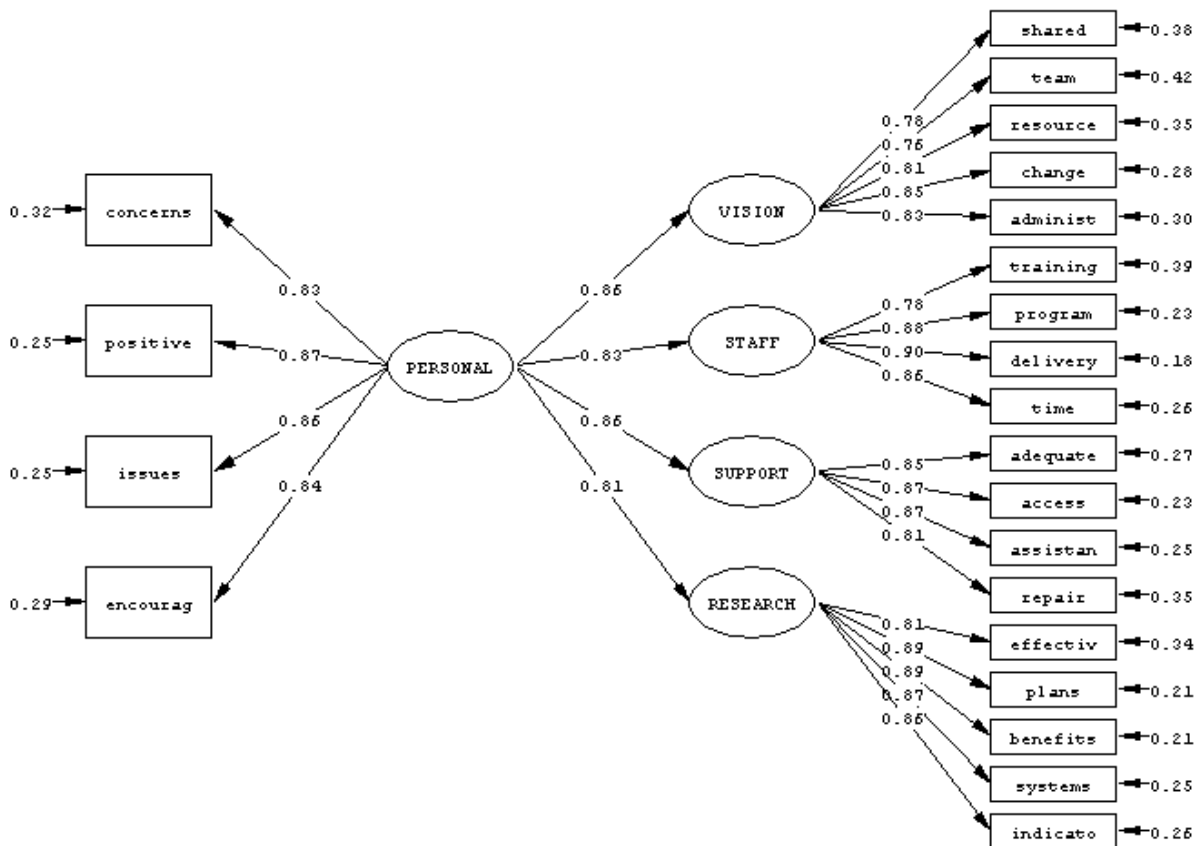 shared 0.38
team 0.42
0.78
resource 0.35
0.76
0.81
change 0.28
0.85
0.32 concerns
VISION
0.83
administ 0.30
training 0.39
0.83
0.86
0.78
program 0.23
0.88
0.25 positive
STAFF
0.87
0.83
0.90
delivery 0.18
PERSONAL
0.86
time 0.26
0.86
0.86
adequate 0.27
0.85
0.25 issues
SUPPORT
0.87
access 0.23
0.84
0.81
0.87
0.81
assistan 0.25
repair 0.35
0.29 encourag
RESEARCH
0.81
effectiv 0.34
0.89
0.89
plans 0.21
0.87
0.86
benefits 0.21
systems 0.25
indicato 0.26